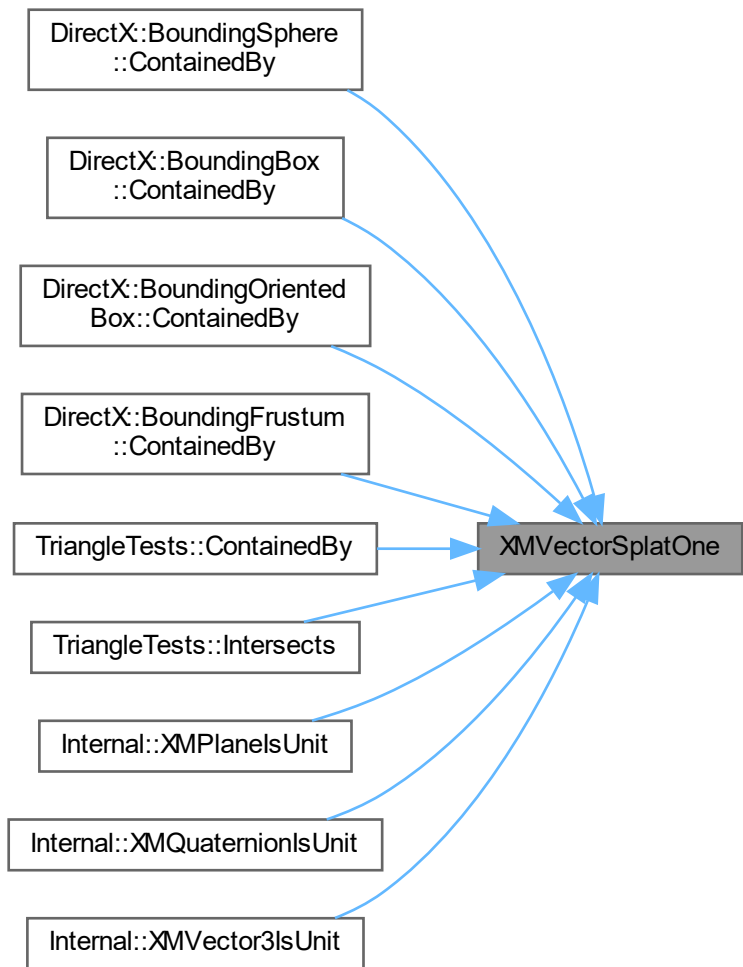 DirectX::BoundingSphere
::ContainedBy
DirectX::BoundingBox
::ContainedBy
DirectX::BoundingOriented
Box::ContainedBy
DirectX::BoundingFrustum
::ContainedBy
TriangleTests::ContainedBy
XMVectorSplatOne
TriangleTests::Intersects
Internal::XMPlaneIsUnit
Internal::XMQuaternionIsUnit
Internal::XMVector3IsUnit